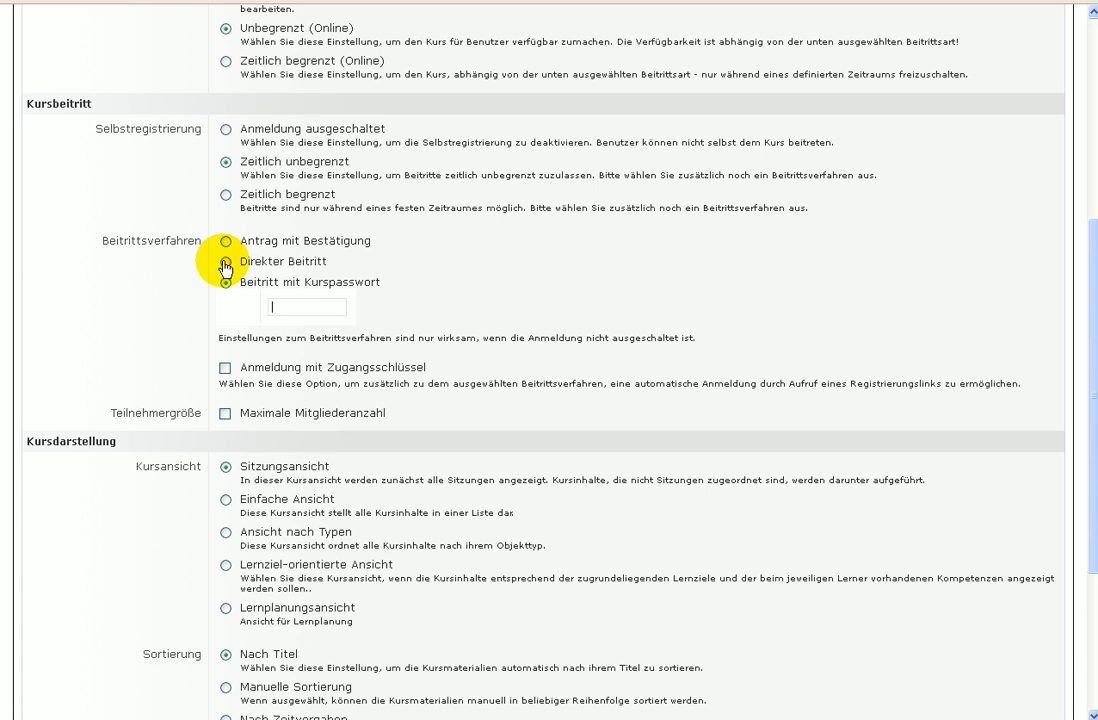 bearbeiten.
Unbegrenzt (Online)
Wählen Sie diese Einstellung, um den Kurs für Benutzer verfügbar zumachen. Die Verfügbarkeit ist abhängig von der unten ausgewählten Beitrittsart!
Zeitlich begrenzt (Online)
Wählen Sie diese Einstellung, um den Kurs, abhängig von der unten ausgewählten Beitrittsart - nur während eines definierten Zeitraums freizuschalten.
Kursbeitritt
Selbstregistrierung
Anmeldung ausgeschaltet
Wählen Sie diese Einstellung, um die Selbstregistrierung zu deaktivieren. Benutzer können nicht selbst dem Kurs beitreten.
Zeitlich unbegrenzt
Wählen Sie diese Einstellung, um Beitritte zeitlich unbegrenzt zuzulassen. Bitte wählen Sie zusätzlich noch ein Beitrittsverfahren aus.
Zeitlich begrenzt
Beitritte sind nur während eines festen Zeitraumes möglich. Bitte wählen Sie zusätzlich noch ein Beitrittsverfahren aus.
Beitrittsverfahren
Antrag mit Bestätigung
Direkter Beitritt
Beitritt mit Kurspasswort
Einstellungen zum Beitrittsverfahren sind nur wirksam, wenn die Anmeldung nicht ausgeschaltet ist.
Anmeldung mit Zugangsschlüssel
Wählen Sie diese Option, um zusätzlich zu dem ausgewählten Beitrittsverfahren, eine automatische Anmeldung durch Aufruf eines Registrierungslinks zu ermöglichen.
Teilnehmergröße
Maximale Mitgliederanzahl
Kursdarstellung
Kursansicht
Sitzungsansicht
In dieser Kursansicht werden zunächst alle Sitzungen angezeigt. Kursinhalte, die nicht Sitzungen zugeordnet sind, werden darunter aufgeführt.
Einfache Ansicht
Diese Kursansicht stellt alle Kursinhalte in einer Liste dar.
Ansicht nach Typen
Diese Kursansicht ordnet alle Kursinhalte nach ihrem Objekttyp.
Lernziel-orientierte Ansicht
Wählen Sie diese Kursansicht, wenn die Kursinhalte entsprechend der zugrundeliegenden Lernziele und der beim jeweiligen Lerner vorhandenen Kompetenzen angezeigt
werden sollen..
Lernplanungsansicht
Ansicht für Lernplanung
Sortierung
Nach Titel
Wählen Sie diese Einstellung, um die Kursmaterialien automatisch nach ihrem Titel zu sortieren.
Manuelle Sortierung
Wenn ausgewählt, können die Kursmaterialien manuell in beliebiger Reihenfolge sortiert werden.
Nach Zeitvorgaben